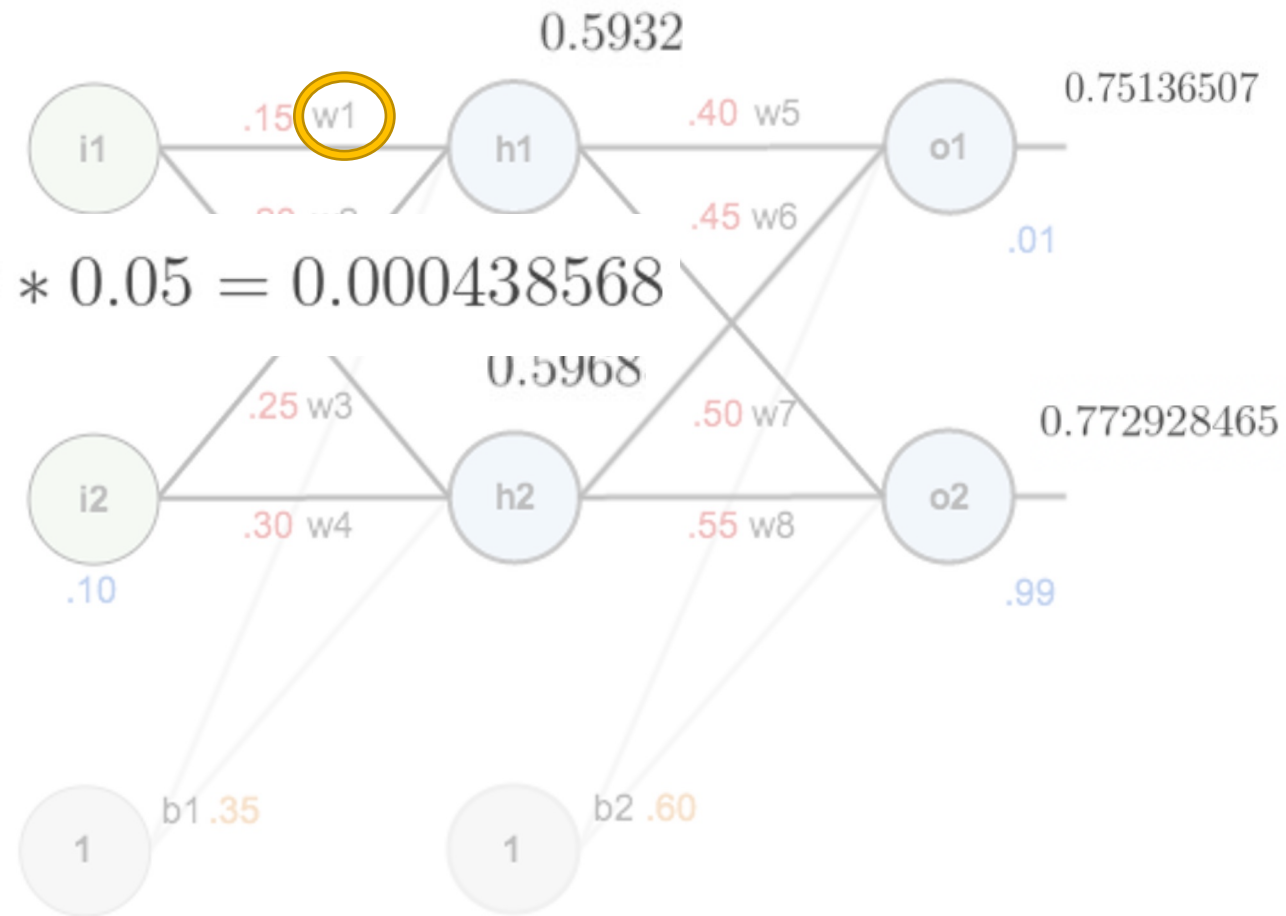 0.5932
0.75136507
.15 w1
.40 w5
i1
h1
o1
.45 w6
.01
* 0.05 = 0.000438568
0.5968
.25 w3
.50 w7
0.772928465
i2
h2
o2
.30 w4
.55 w8
.10
.99
b1 .35
b2 .60
1
1